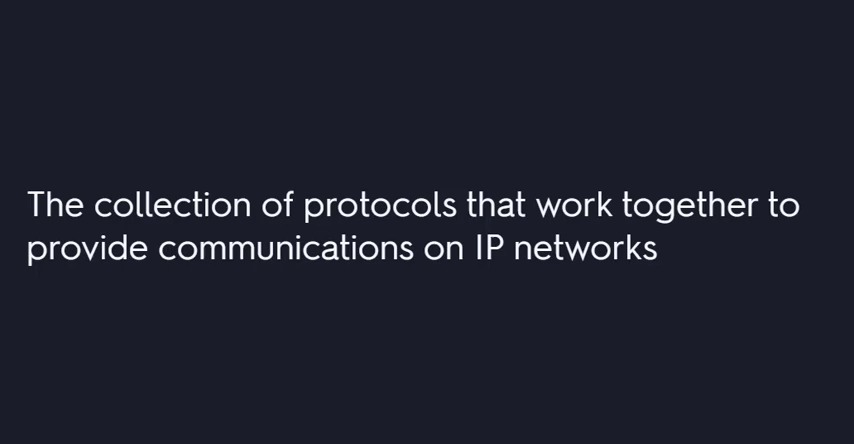 The collection of protocols that work together to
provide communications on IP networks